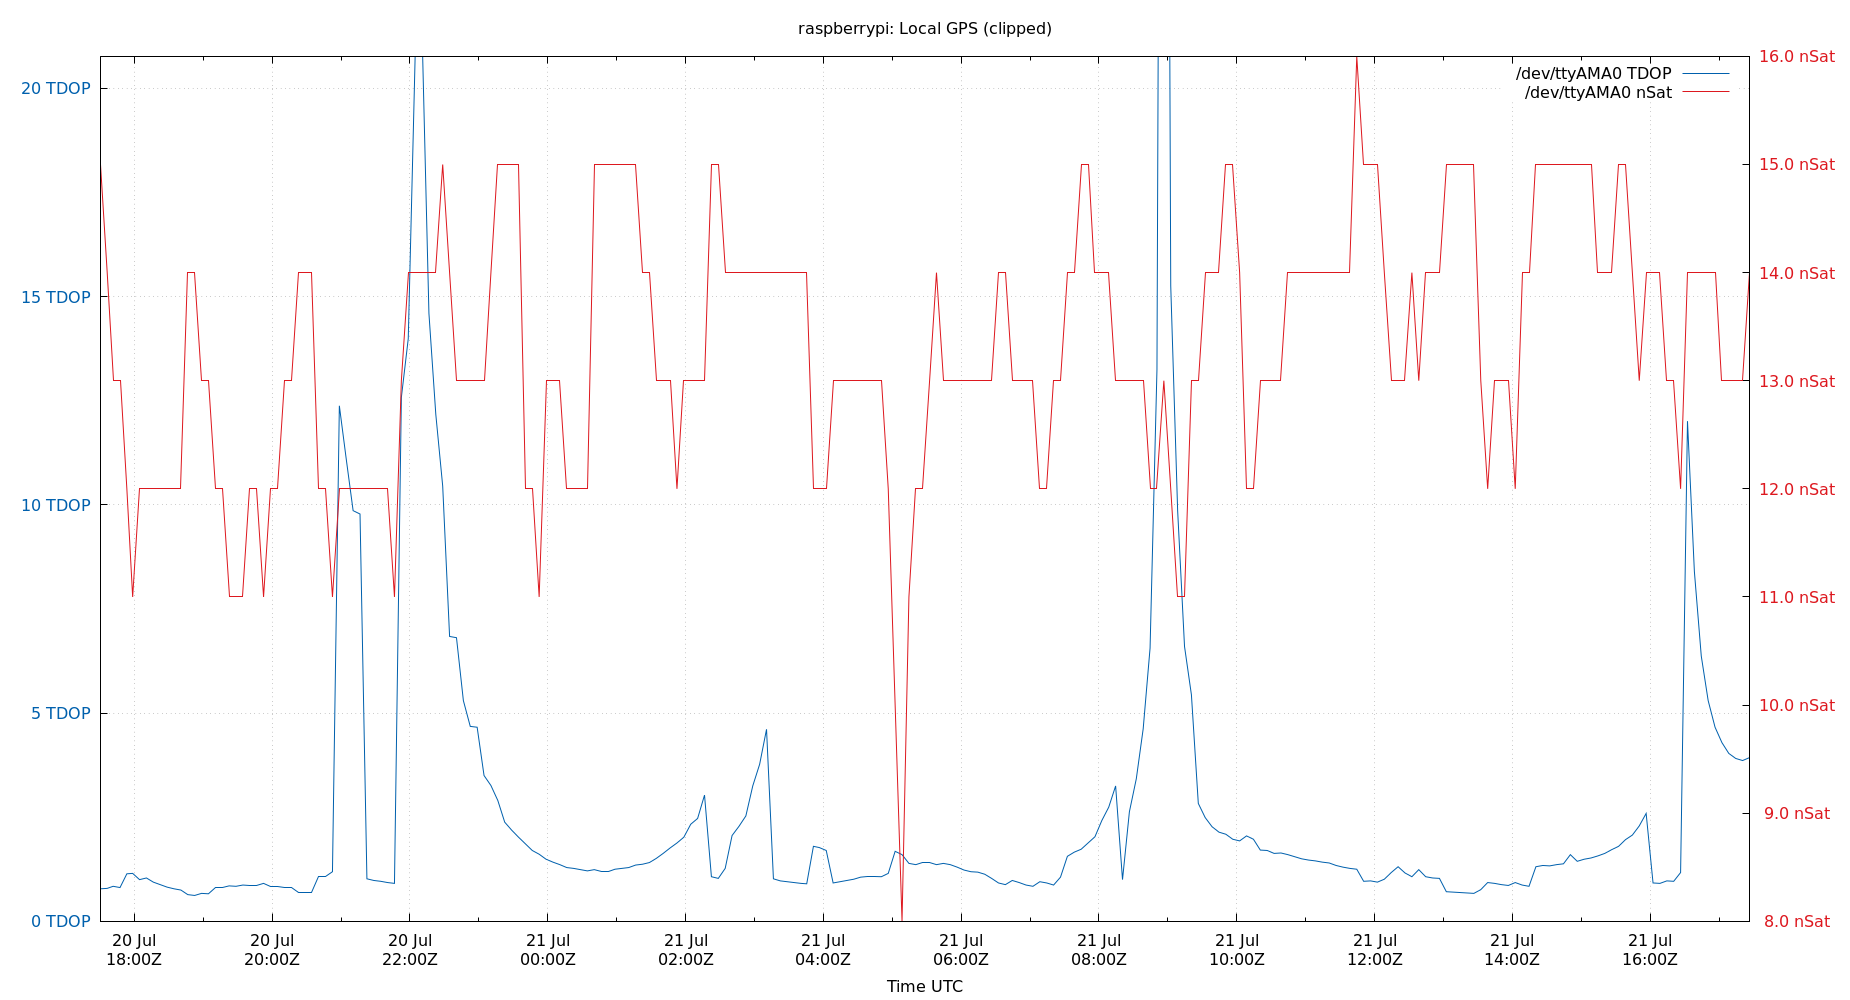 raspberrypi: Local GPS (clipped)
/dev/ttyAMA0 TDOP
/dev/ttyAMA0 nSat
20 TDOP
15 TDOP
10 TDOP
5 TDOP
0 TDOP
16.0 nSat
15.0 nSat
14.0 nSat
13.0 nSat
12.0 nSat
11.0 nSat
10.0 nSat
9.0 nSat
8.0 nSat
20 Jul 20 Jul 20 Jul 21 Jul 21 Jul 21 Jul 21 Jul 21 Jul 21 Jul 21 Jul 21 Jul 21 Jul
18:00Z 20:00Z 22:00Z 00:00Z 02:00Z 04:00Z 06:00Z 08:00Z 10:00Z 12:00Z 14:00Z 16:00Z
Time UTC